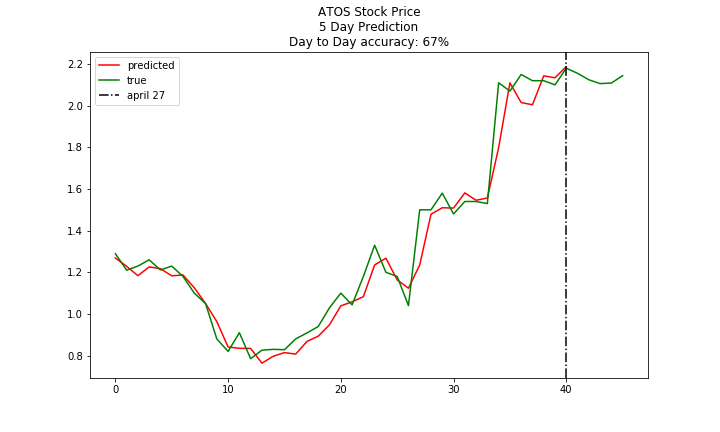 ATOS Stock Price
5 Day Prediction
Day to Day accuracy: 67%
predicted
true
april 27
2.2
2.0
1.8
1.6
1.4
1.2
1.0
0.8
0 10 20 30 40